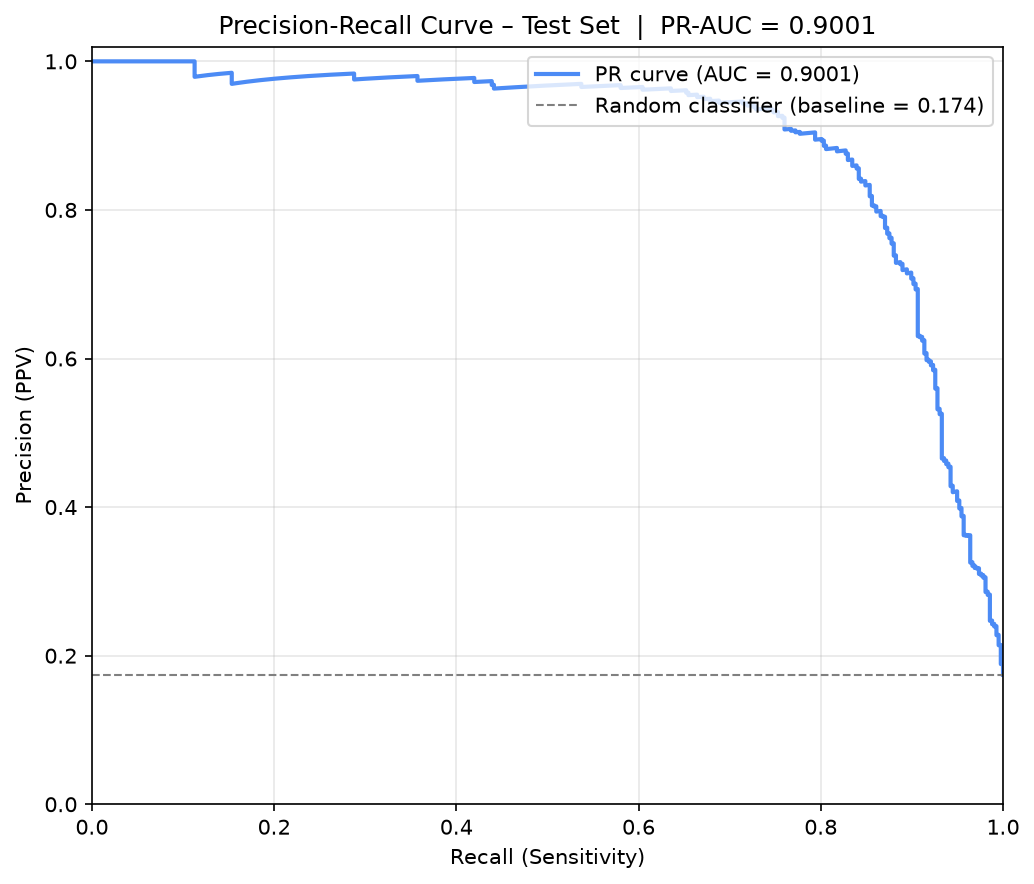 Precision-Recall Curve – Test Set | PR-AUC = 0.9001
PR curve (AUC = 0.9001)
Random classifier (baseline = 0.174)
Precision (PPV)
1.0
0.8
0.6
0.4
0.2
0.0
0.0 0.2 0.4 0.6 0.8 1.0
Recall (Sensitivity)